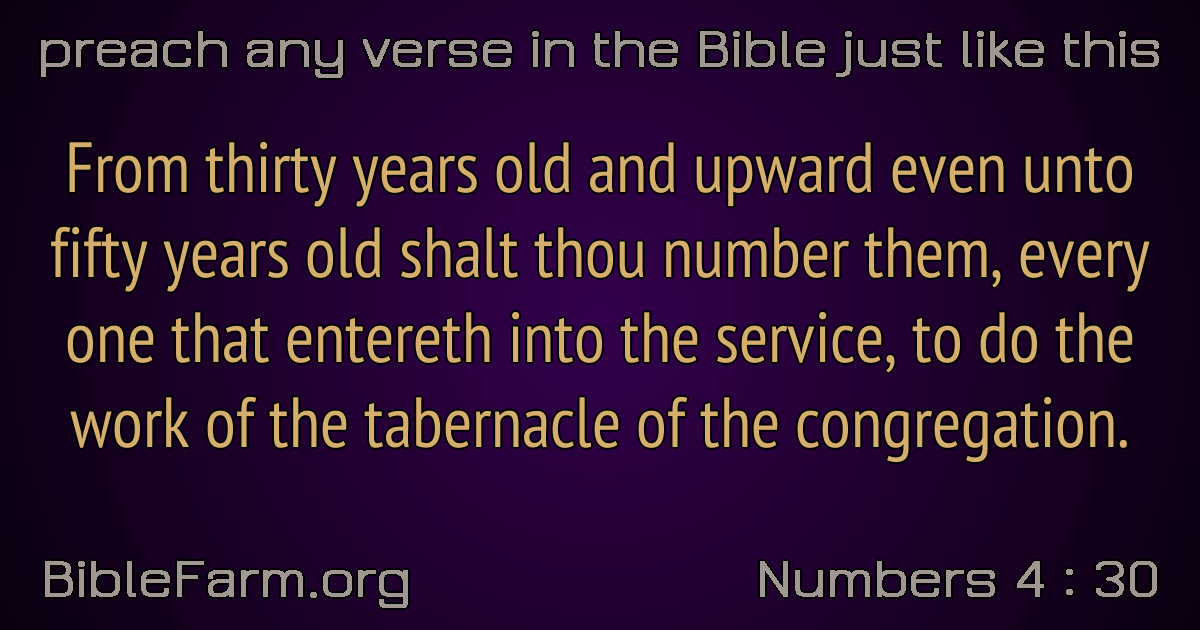 preach any verse in the Bible just like this
From thirty years old and upward even unto
fifty years old shalt thou number them, every
one that entereth into the service, to do the
work of the tabernacle of the congregation.
BibleFarm.org
Numbers 4 : 30